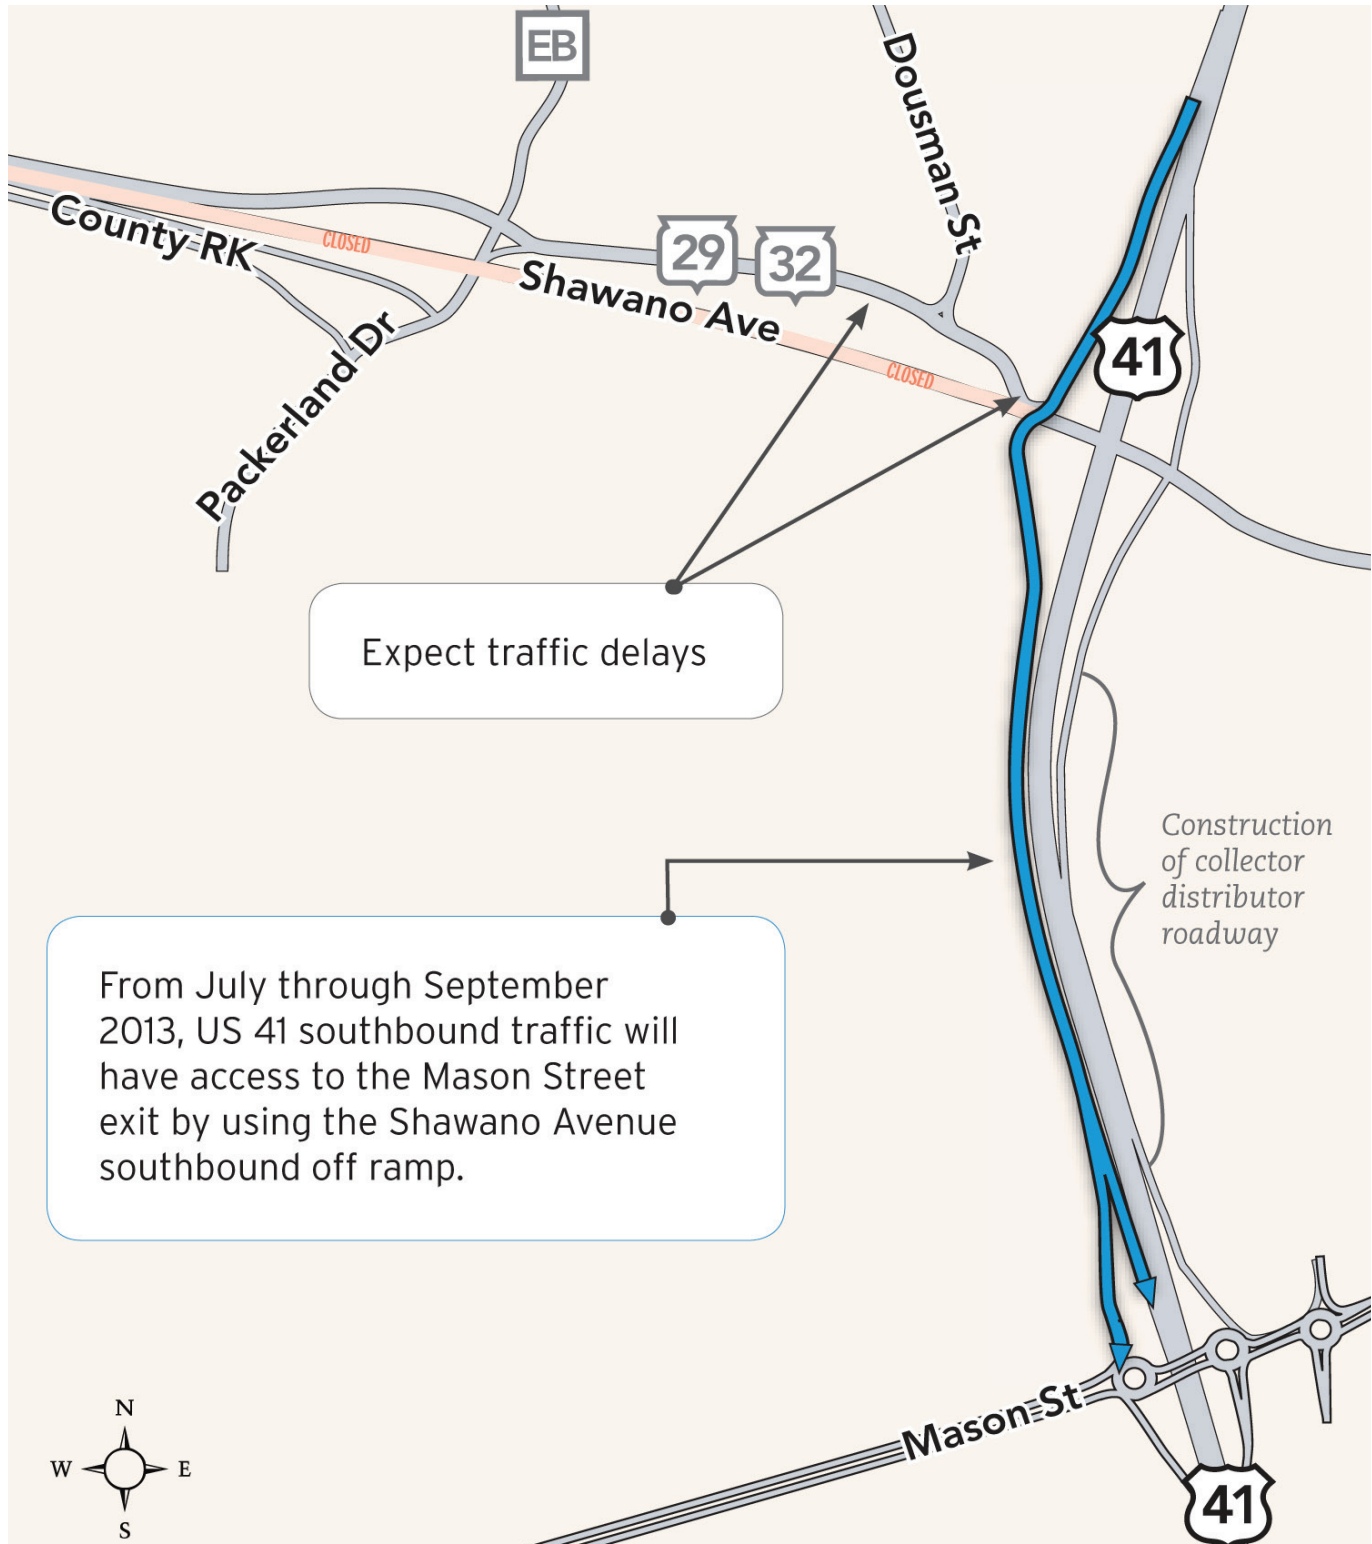 EB
Dousman St
County RK
CLOSED
29
32
Shawano Ave
41
CLOSED
Packerland Dr
Expect traffic delays
Construction
of collector
distributor
roadway
From July through September
2013, US 41 southbound traffic will
have access to the Mason Street
exit by using the Shawano Avenue
southbound off ramp.
Mason St
N
W E
S
41